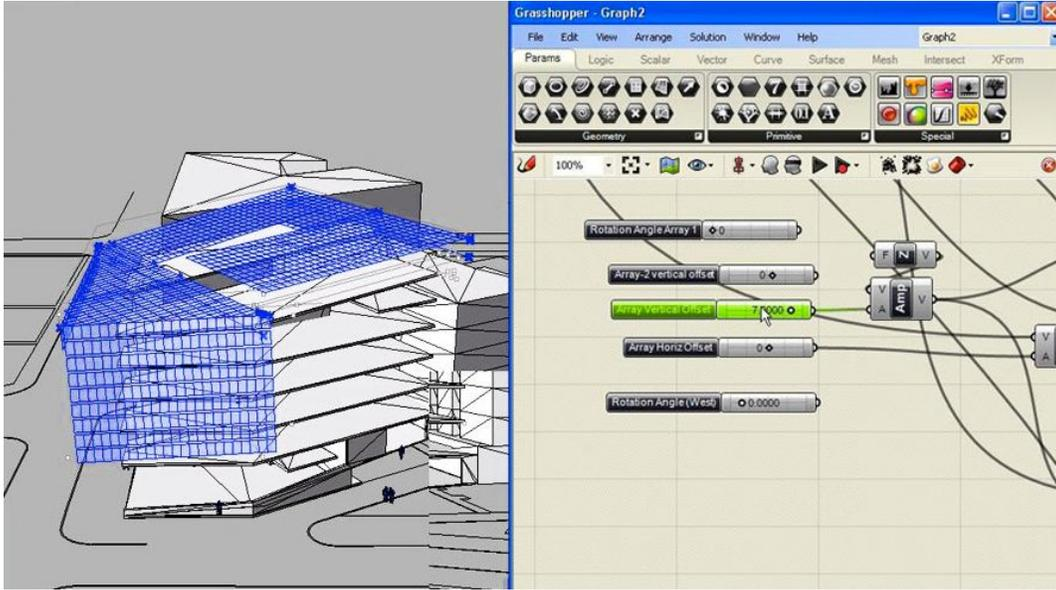 Grasshopper - Graph2
File Edit View Arrange Solution Window Help Graph2
Params Logic Scalar Vector Curve Surface Mesh Intersect XForm
Geometry Primitive Special
100%
Rotation Angle Array 1 0
F Z V
Array-2 vertical offset 0
V
Array Vertical Offset
Amp V
A
Array Horiz Offset 0
V
A
Rotation Angle (West) 0.0000